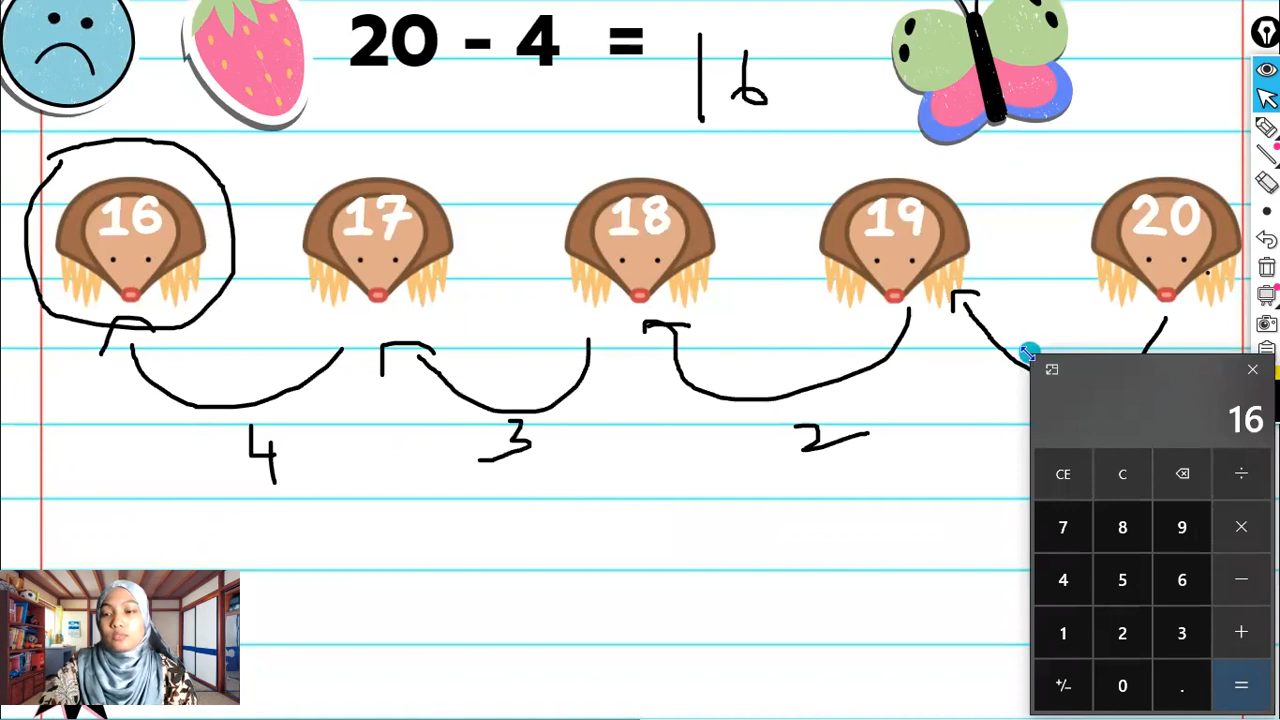 20 - 4 = 16
16 17 18 19 20
4 3 2
16
CE C ⌫ ÷
7 8 9 ×
4 5 6 −
1 2 3 +
+/− 0 . =